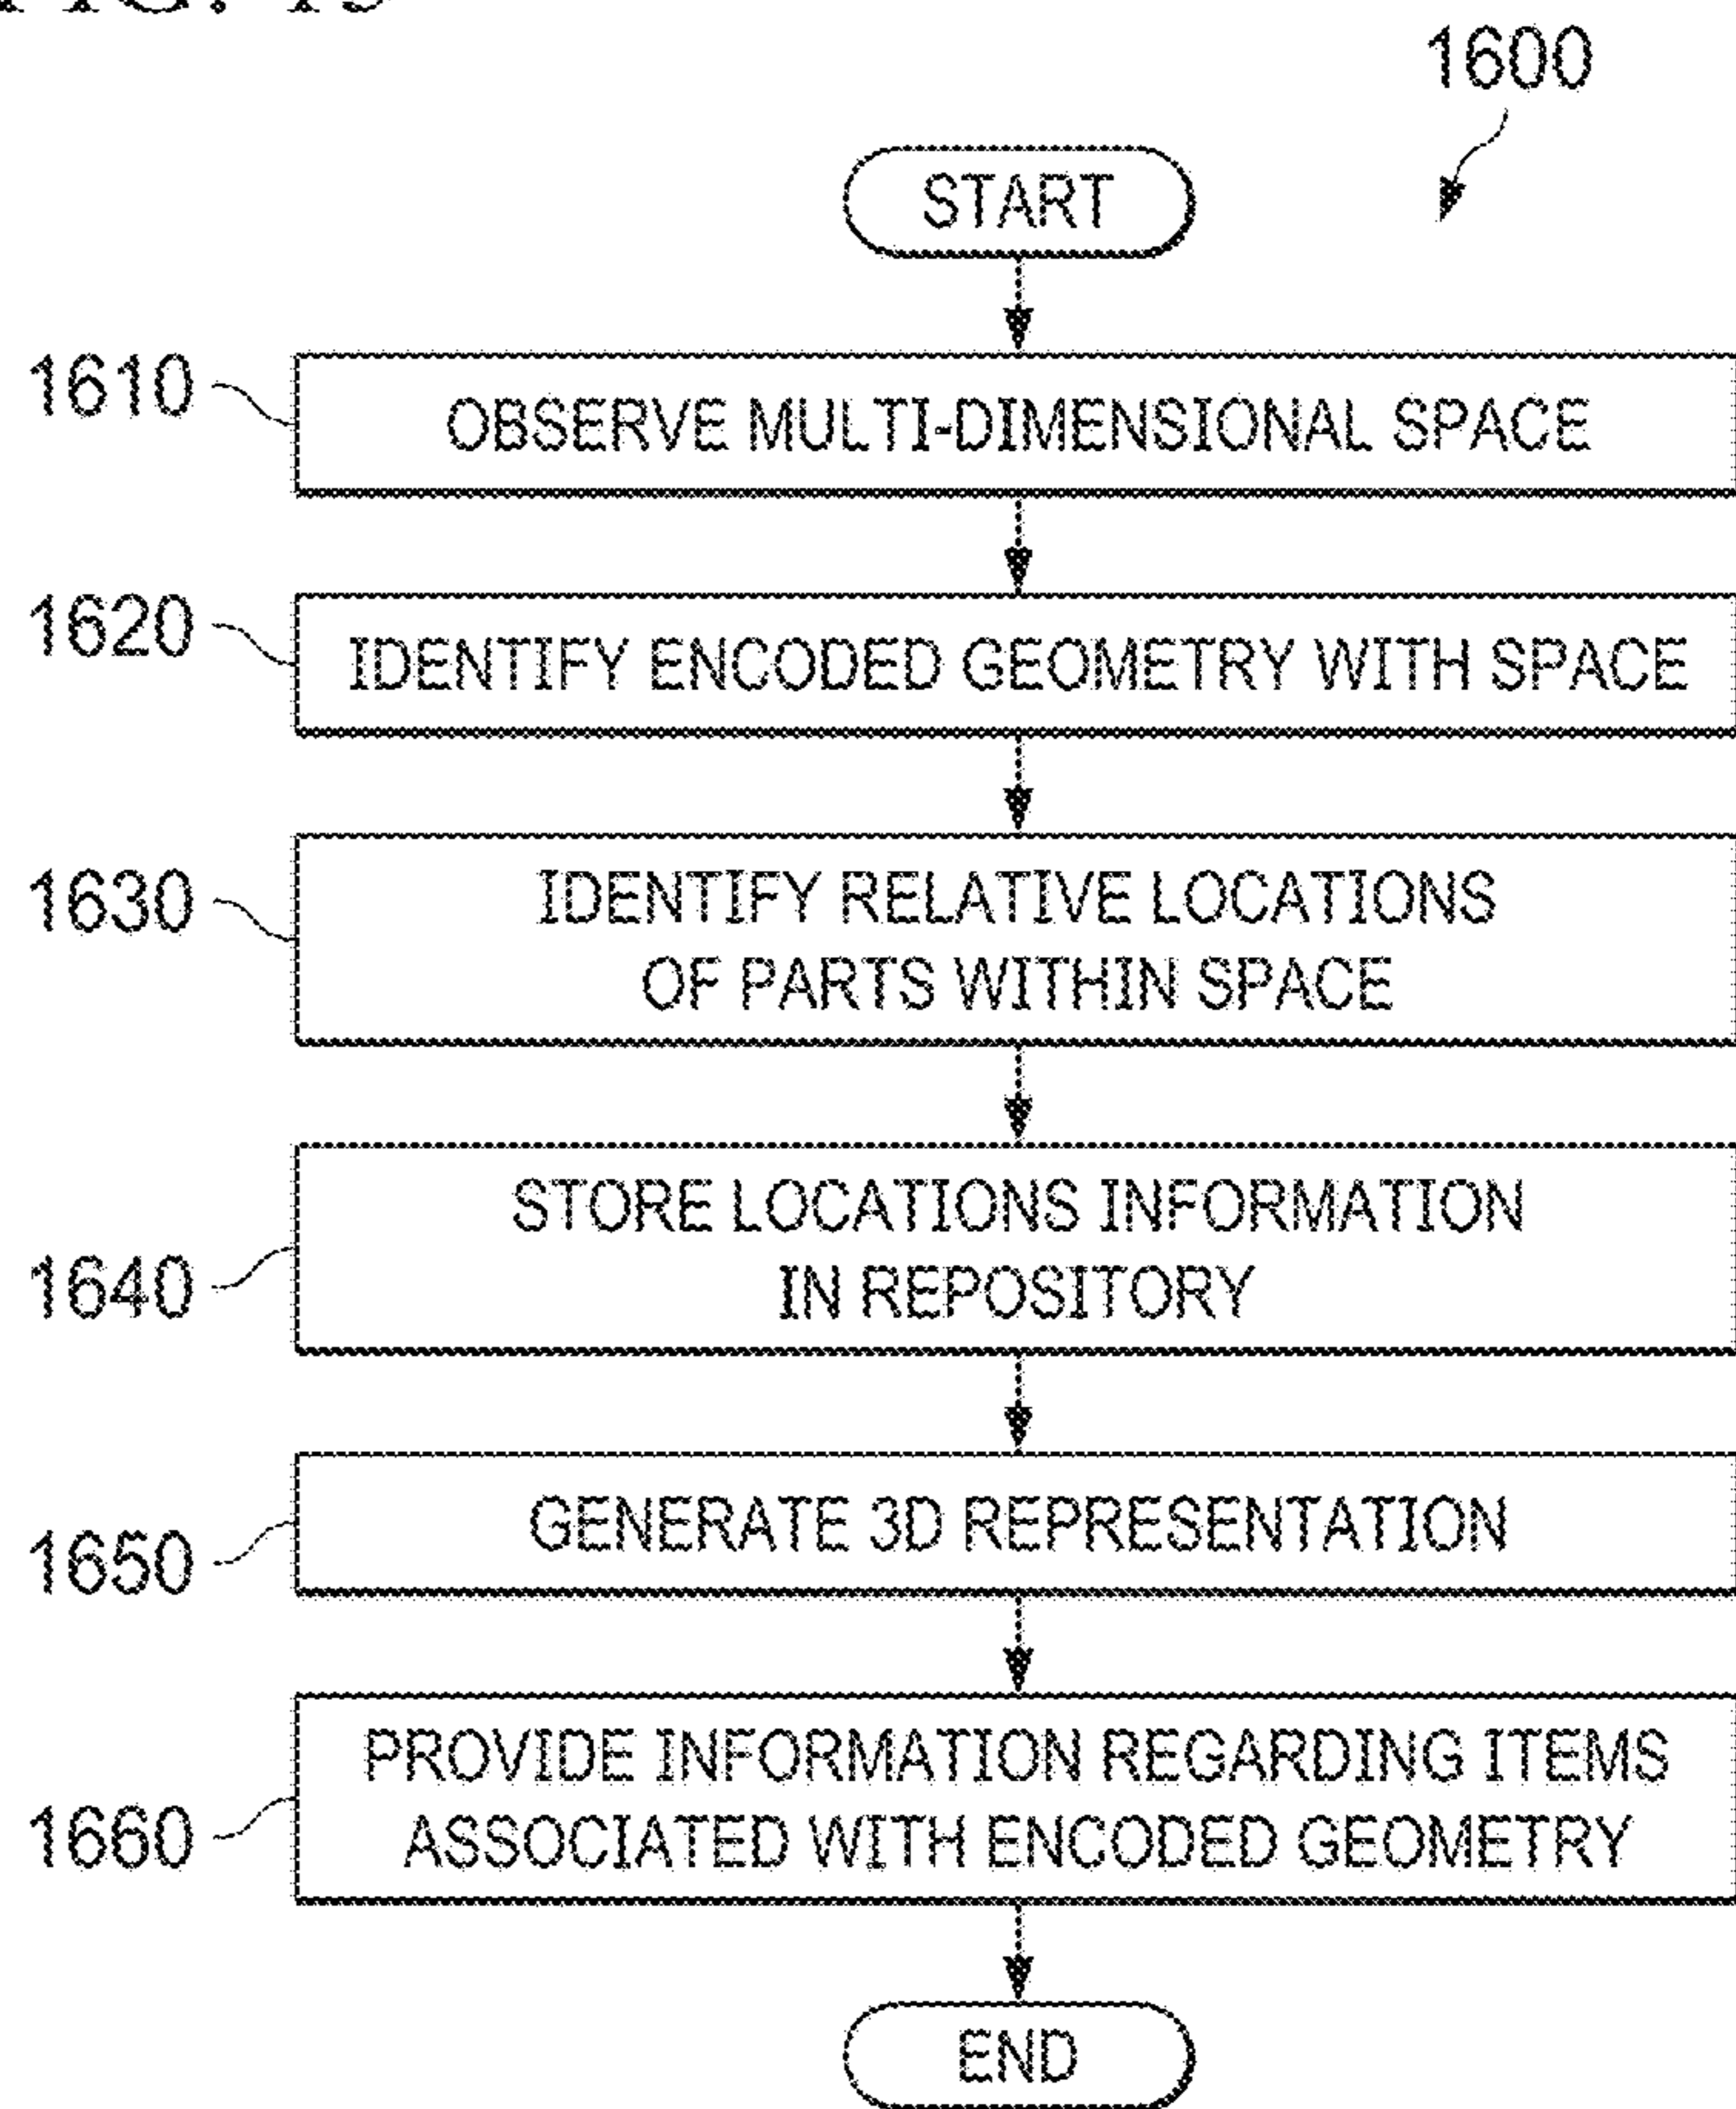 1600
START
1610
OBSERVE MULTI-DIMENSIONAL SPACE
1620
IDENTIFY ENCODED GEOMETRY WITH SPACE
1630
IDENTIFY RELATIVE LOCATIONS
OF PARTS WITHIN SPACE
1640
STORE LOCATIONS INFORMATION
IN REPOSITORY
1650
GENERATE 3D REPRESENTATION
1660
PROVIDE INFORMATION REGARDING ITEMS
ASSOCIATED WITH ENCODED GEOMETRY
END